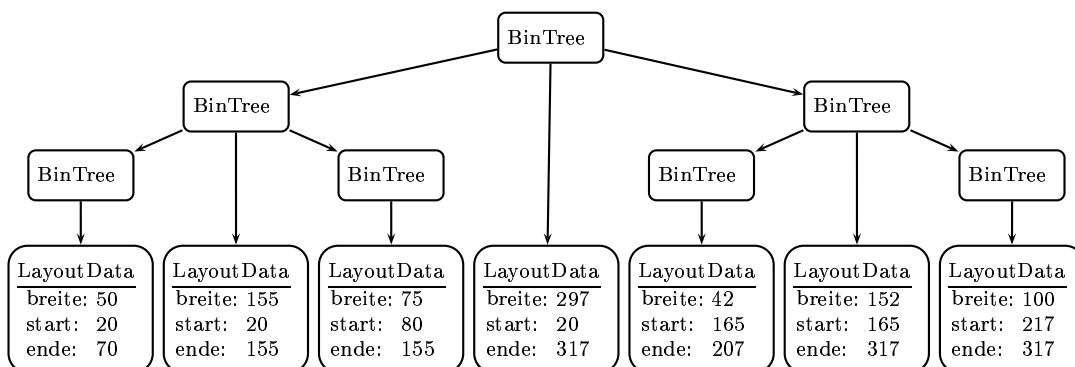 BinTree
BinTree
BinTree
BinTree
BinTree
BinTree
BinTree
LayoutData
breite: 50
start: 20
ende: 70
LayoutData
breite: 155
start: 20
ende: 155
LayoutData
breite: 75
start: 80
ende: 155
LayoutData
breite: 297
start: 20
ende: 317
LayoutData
breite: 42
start: 165
ende: 207
LayoutData
breite: 152
start: 165
ende: 317
LayoutData
breite: 100
start: 217
ende: 317